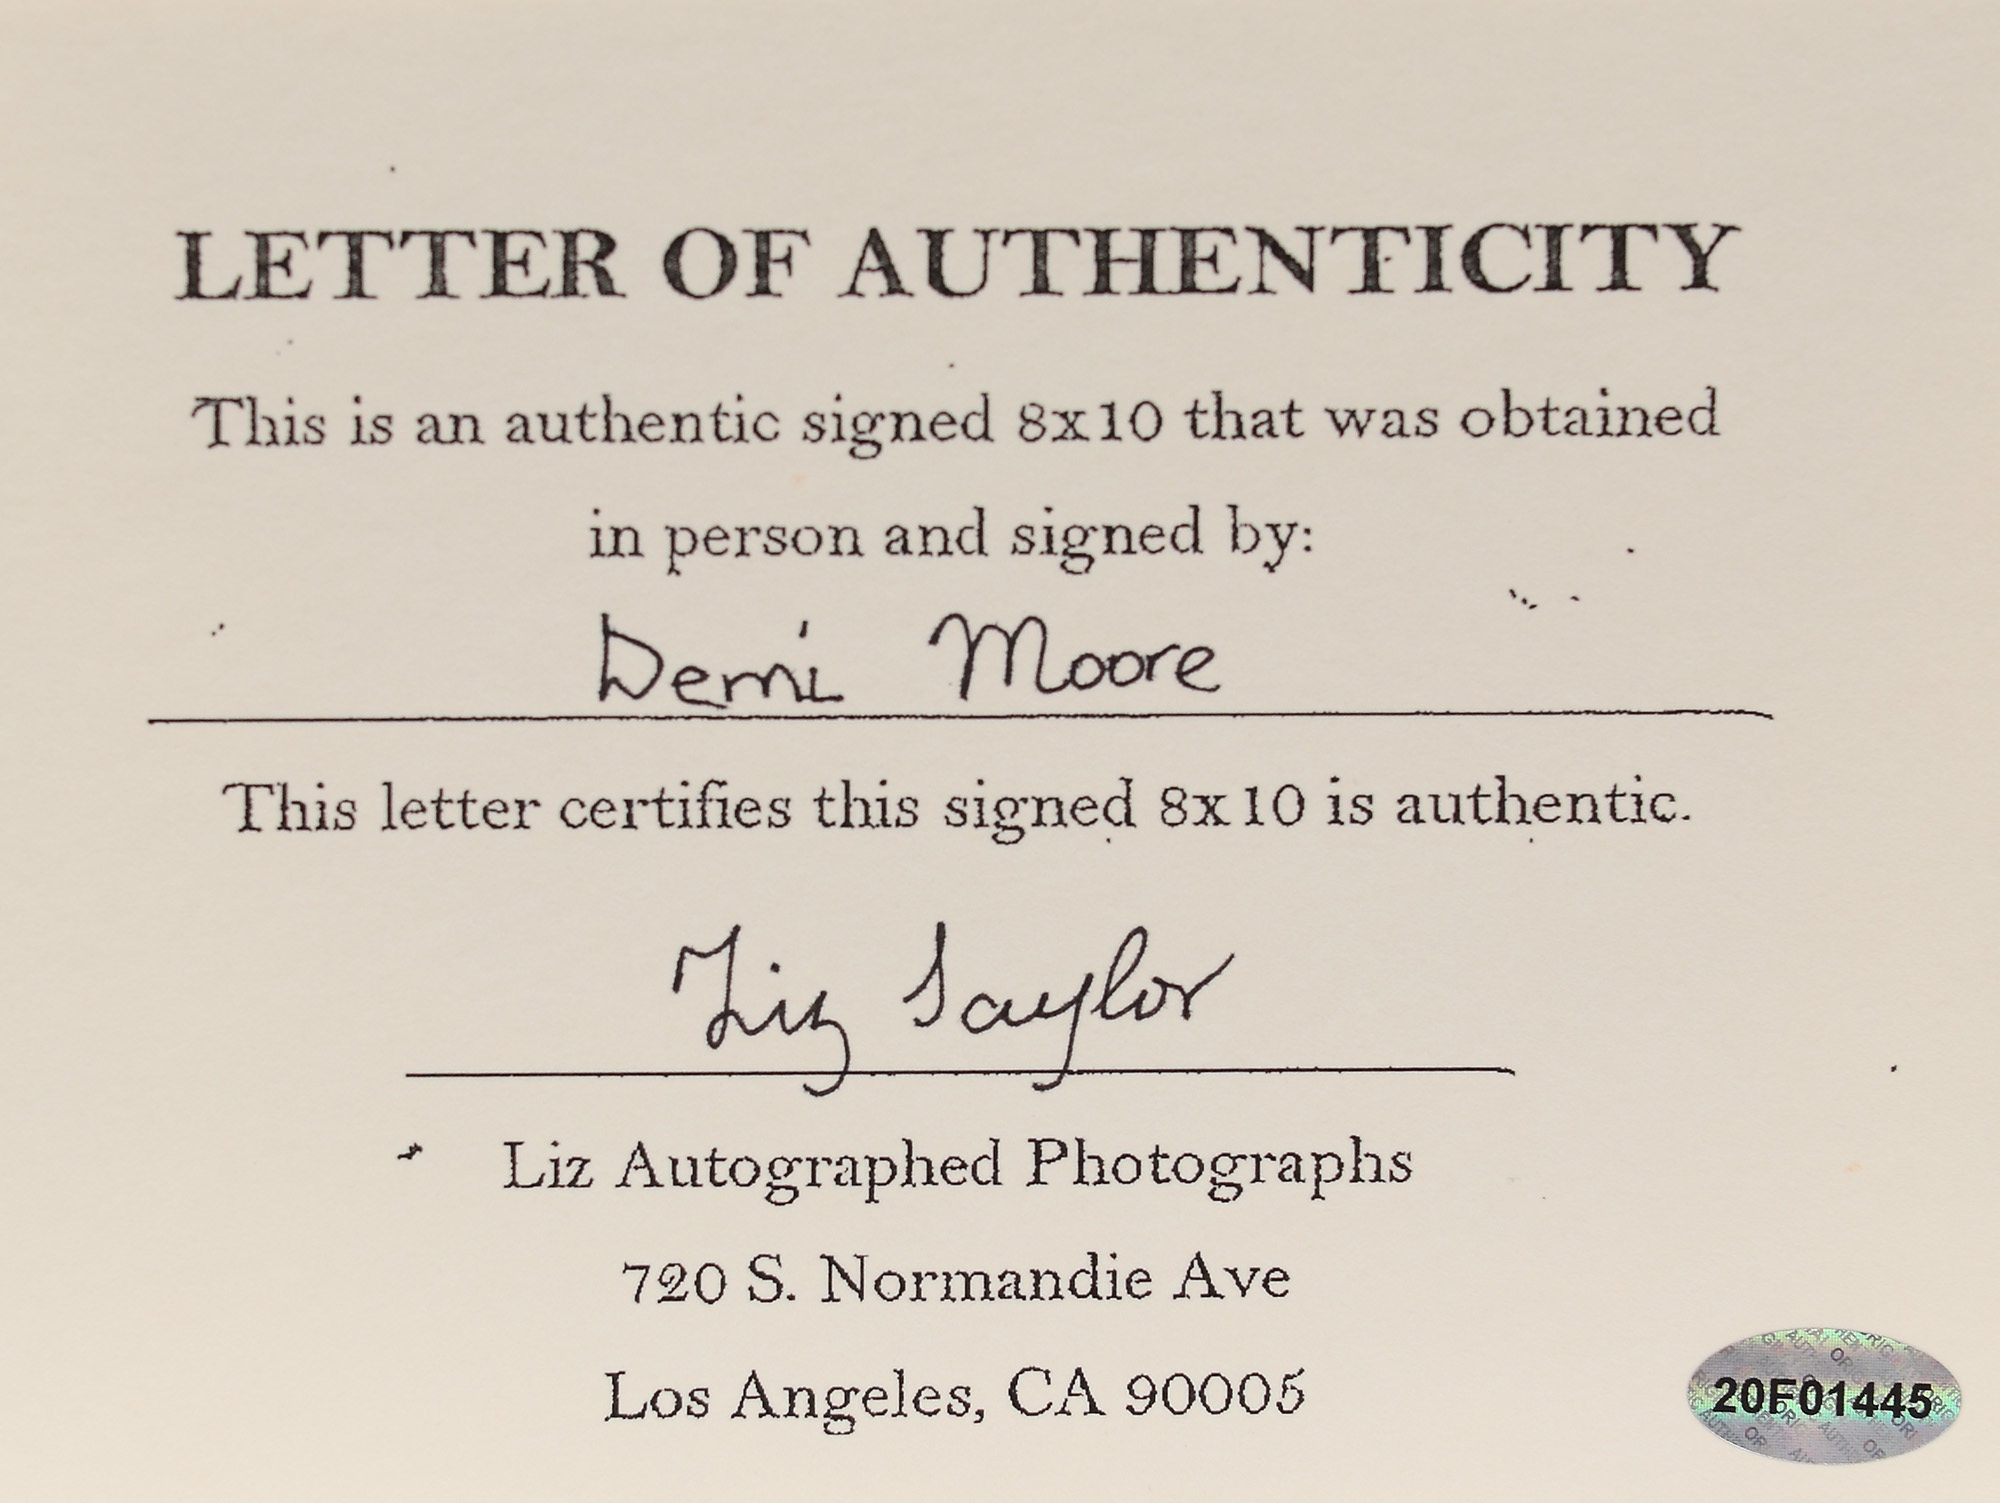 LETTER OF AUTHENTICITY
This is an authentic signed 8x10 that was obtained
in person and signed by:
Demi Moore
This letter certifies this signed 8x10 is authentic.
Liz Taylor
Liz Autographed Photographs
720 S. Normandie Ave
Los Angeles, CA 90005
20F01445